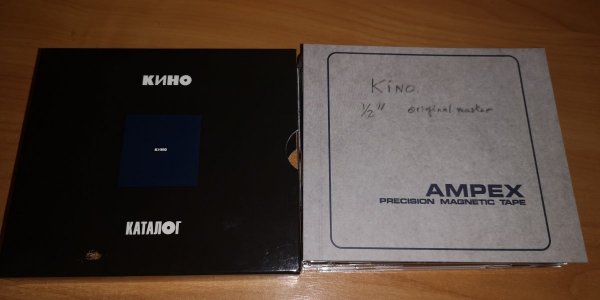 КИНО
КИНО
КАТАЛОГ
Kino.
1/2" original master
AMPEX
PRECISION MAGNETIC TAPE